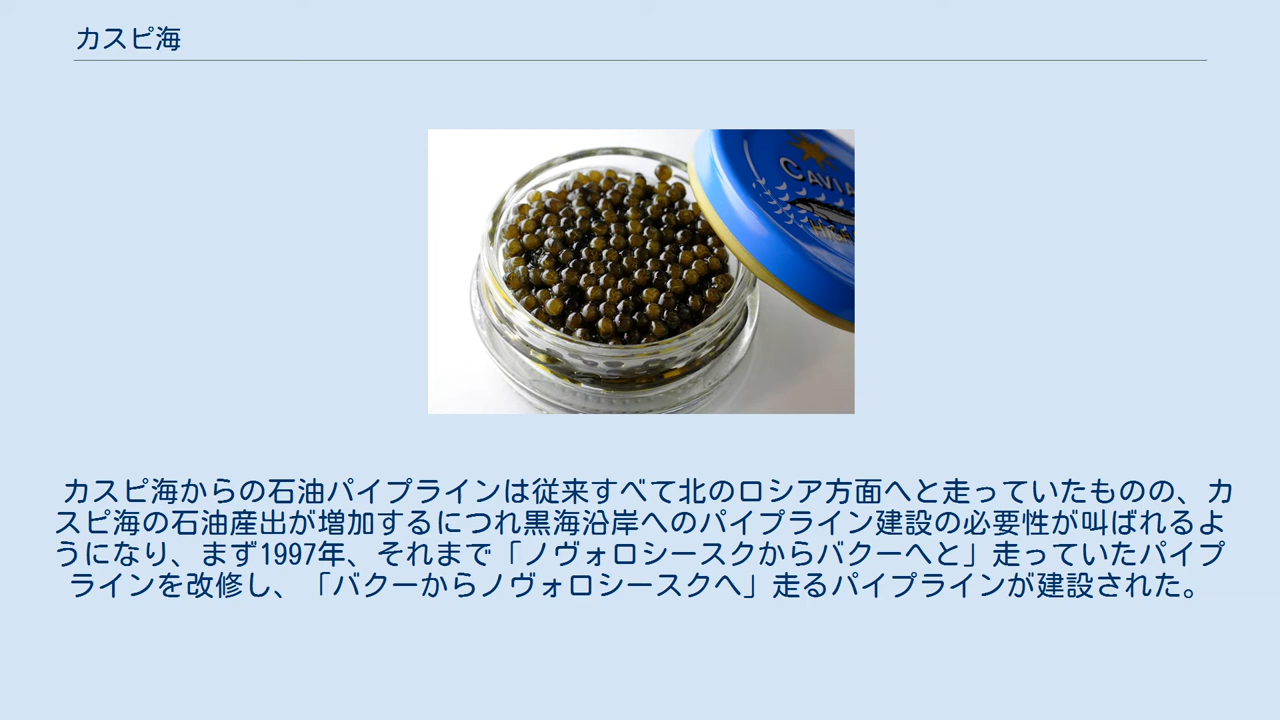 カスピ海
CAVIA
カスピ海からの石油パイプラインは従来すべて北のロシア方面へと走っていたものの、カ
スピ海の石油産出が増加するにつれ黒海沿岸へのパイプライン建設の必要性が叫ばれるよ
うになり、まず1997年、それまで「ノヴォロシースクからバクーへと」走っていたパイプ
ラインを改修し、「バクーからノヴォロシースクへ」走るパイプラインが建設された。